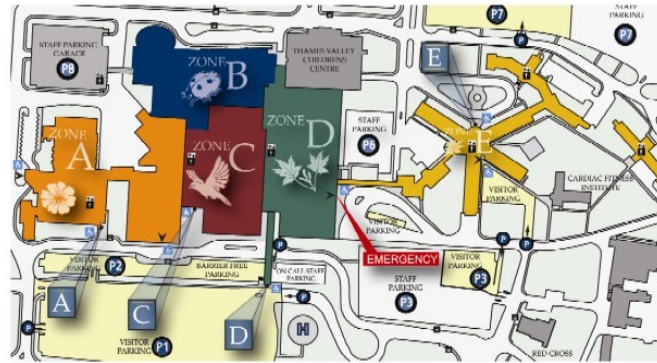 P7
STAFF
PARKING
P7
STAFF PARKING
GARAGE
P8
ZONE
B
THAMES VALLEY
CHILDRENS
CENTRE
E
P
P
ZONE
A
ZONE
C
ZONE
D
STAFF
PARKING
P6
ZONE
E
CARDIAC FITNESS
INSTITUTE
VISITOR
PARKING
VISITOR
PARKING
EMERGENCY
P
P
P
VISITOR
PARKING
P2
BARRIER FREE
PARKING
ON CALL STAFF
PARKING
STAFF
PARKING
P3
VISITOR
PARKING
P3
P
P
A
C
D
H
P
VISITOR
PARKING
P1
RED CROSS